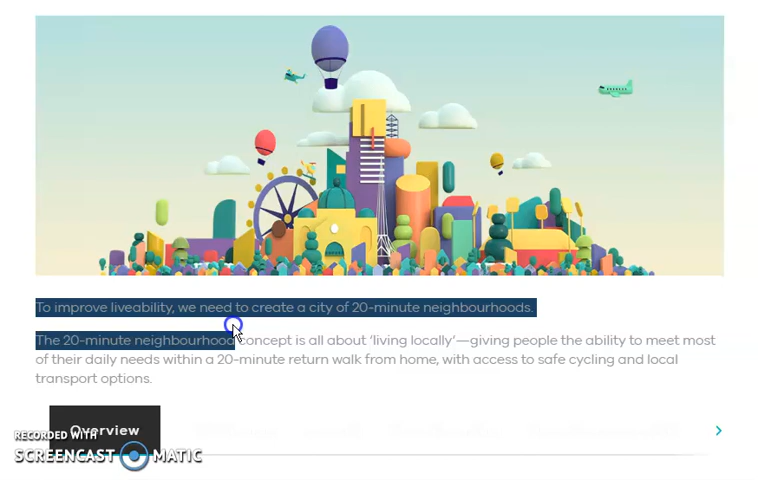 To improve liveability, we need to create a city of 20-minute neighbourhoods.
The 20-minute neighbourhood concept is all about ‘living locally’—giving people the ability to meet most
of their daily needs within a 20-minute return walk from home, with access to safe cycling and local
transport options.
Overview
RECORDED WITH
SCREENCAST MATIC